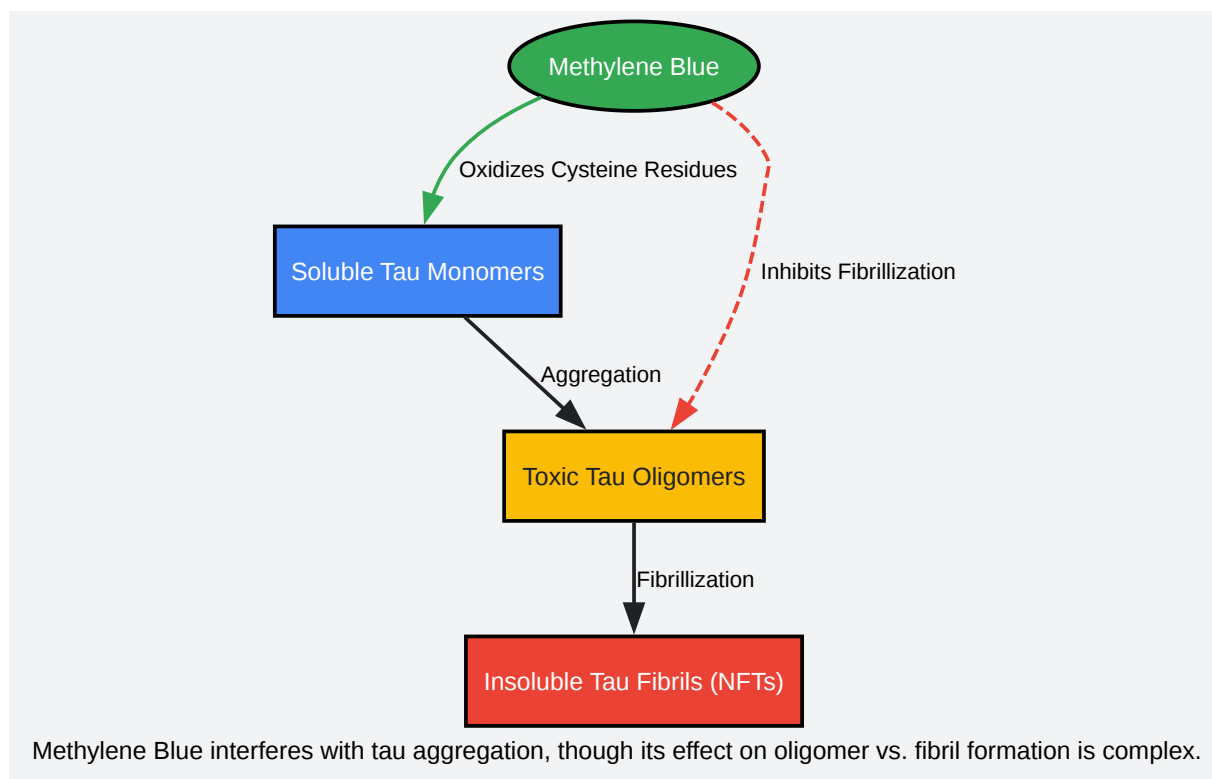 Methylene Blue
Oxidizes Cysteine Residues
Soluble Tau Monomers
Inhibits Fibrillization
Aggregation
Toxic Tau Oligomers
Fibrillization
Insoluble Tau Fibrils (NFTs)
Methylene Blue interferes with tau aggregation, though its effect on oligomer vs. fibril formation is complex.